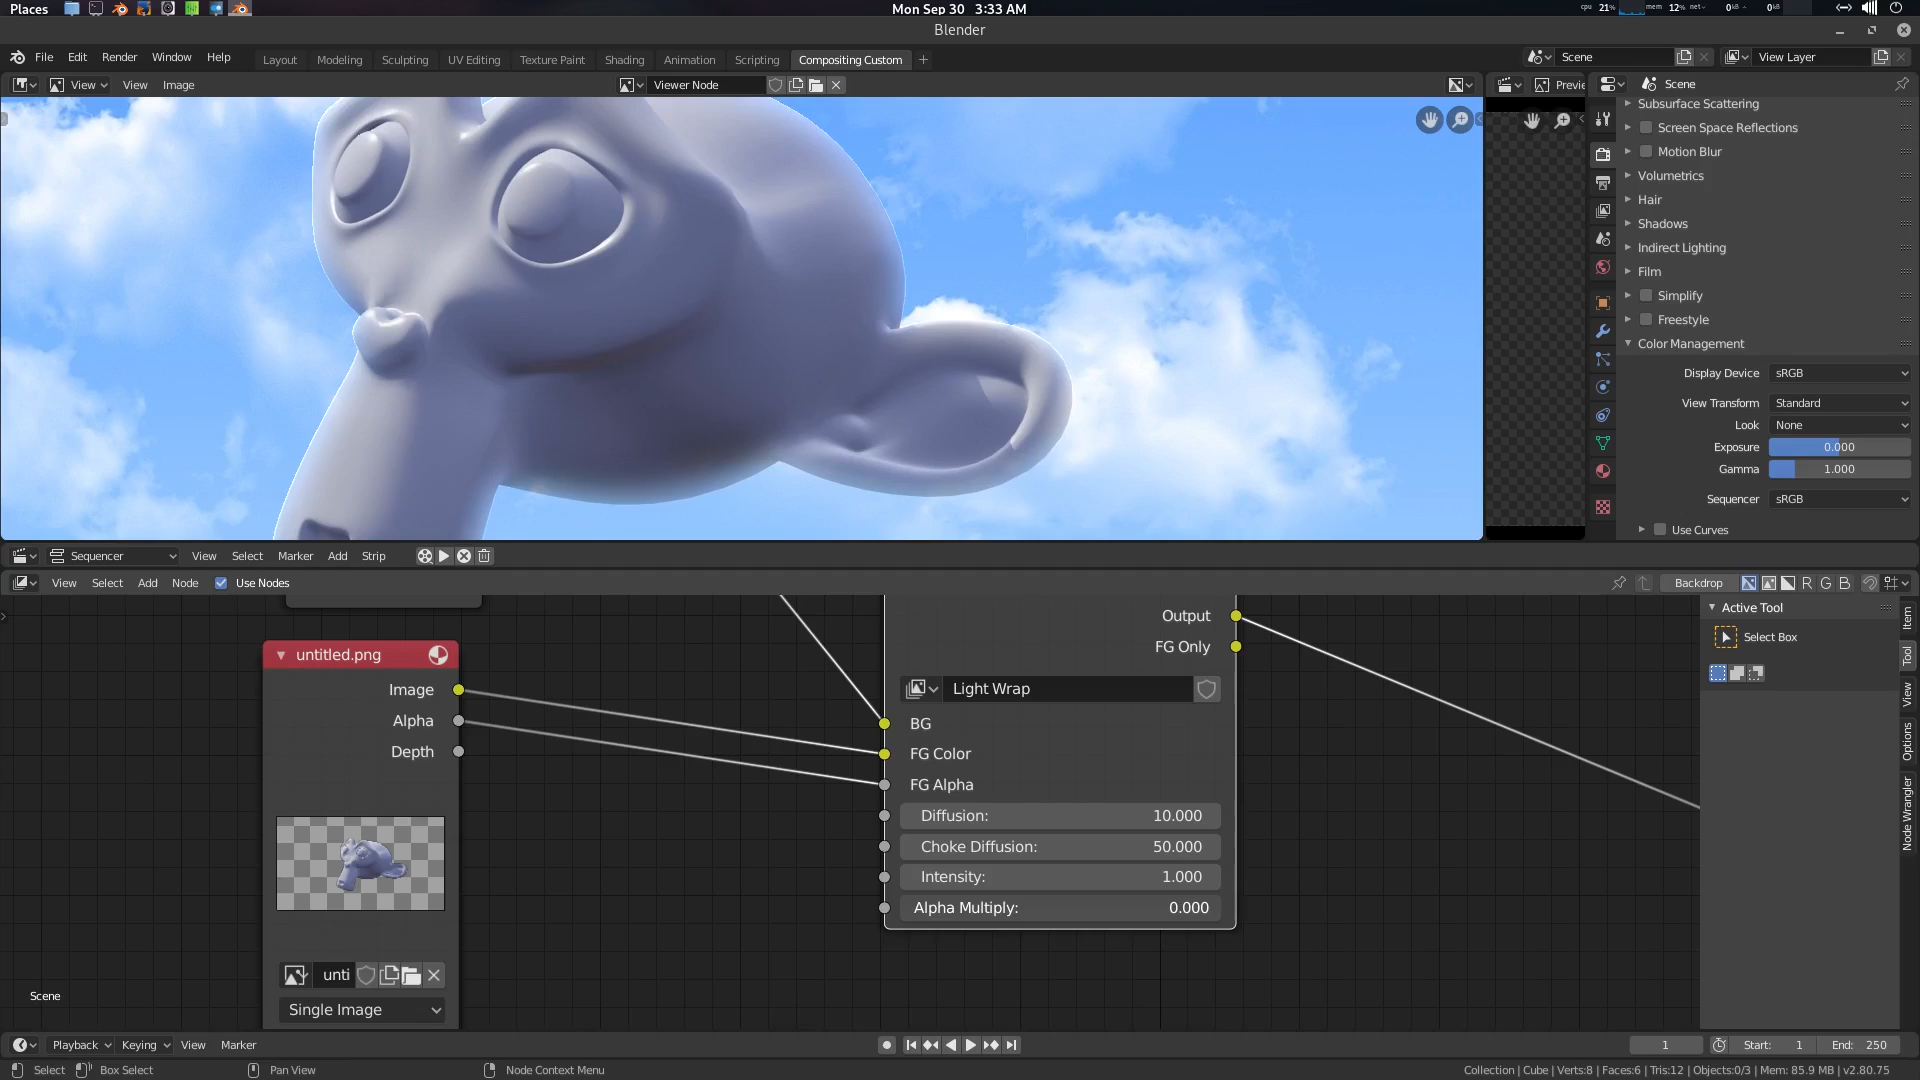 Places
Mon Sep 30   3:33 AM
cpu 21%
mem 12% net
0kB
0kB
Blender
File Edit Render Window Help
Layout Modeling Sculpting UV Editing Texture Paint Shading Animation Scripting Compositing Custom +
Scene
View Layer
View View Image
Viewer Node
Previe
Scene
Subsurface Scattering
Screen Space Reflections
Motion Blur
Volumetrics
Hair
Shadows
Indirect Lighting
Film
Simplify
Freestyle
Color Management
Display Device sRGB
View Transform Standard
Look None
Exposure 0.000
Gamma 1.000
Sequencer sRGB
Use Curves
Sequencer View Select Marker Add Strip
View Select Add Node Use Nodes
Backdrop R G B
untitled.png
Image
Alpha
Depth
unti
Single Image
Scene
Output
FG Only
Light Wrap
BG
FG Color
FG Alpha
Diffusion: 10.000
Choke Diffusion: 50.000
Intensity: 1.000
Alpha Multiply: 0.000
Active Tool
Select Box
Item
Tool
View
Options
Node Wrangler
Playback Keying View Marker
1
Start: 1
End: 250
Select
Box Select
Pan View
Node Context Menu
Collection | Cube | Verts:8 | Faces:6 | Tris:12 | Objects:0/3 | Mem: 85.9 MB | v2.80.75